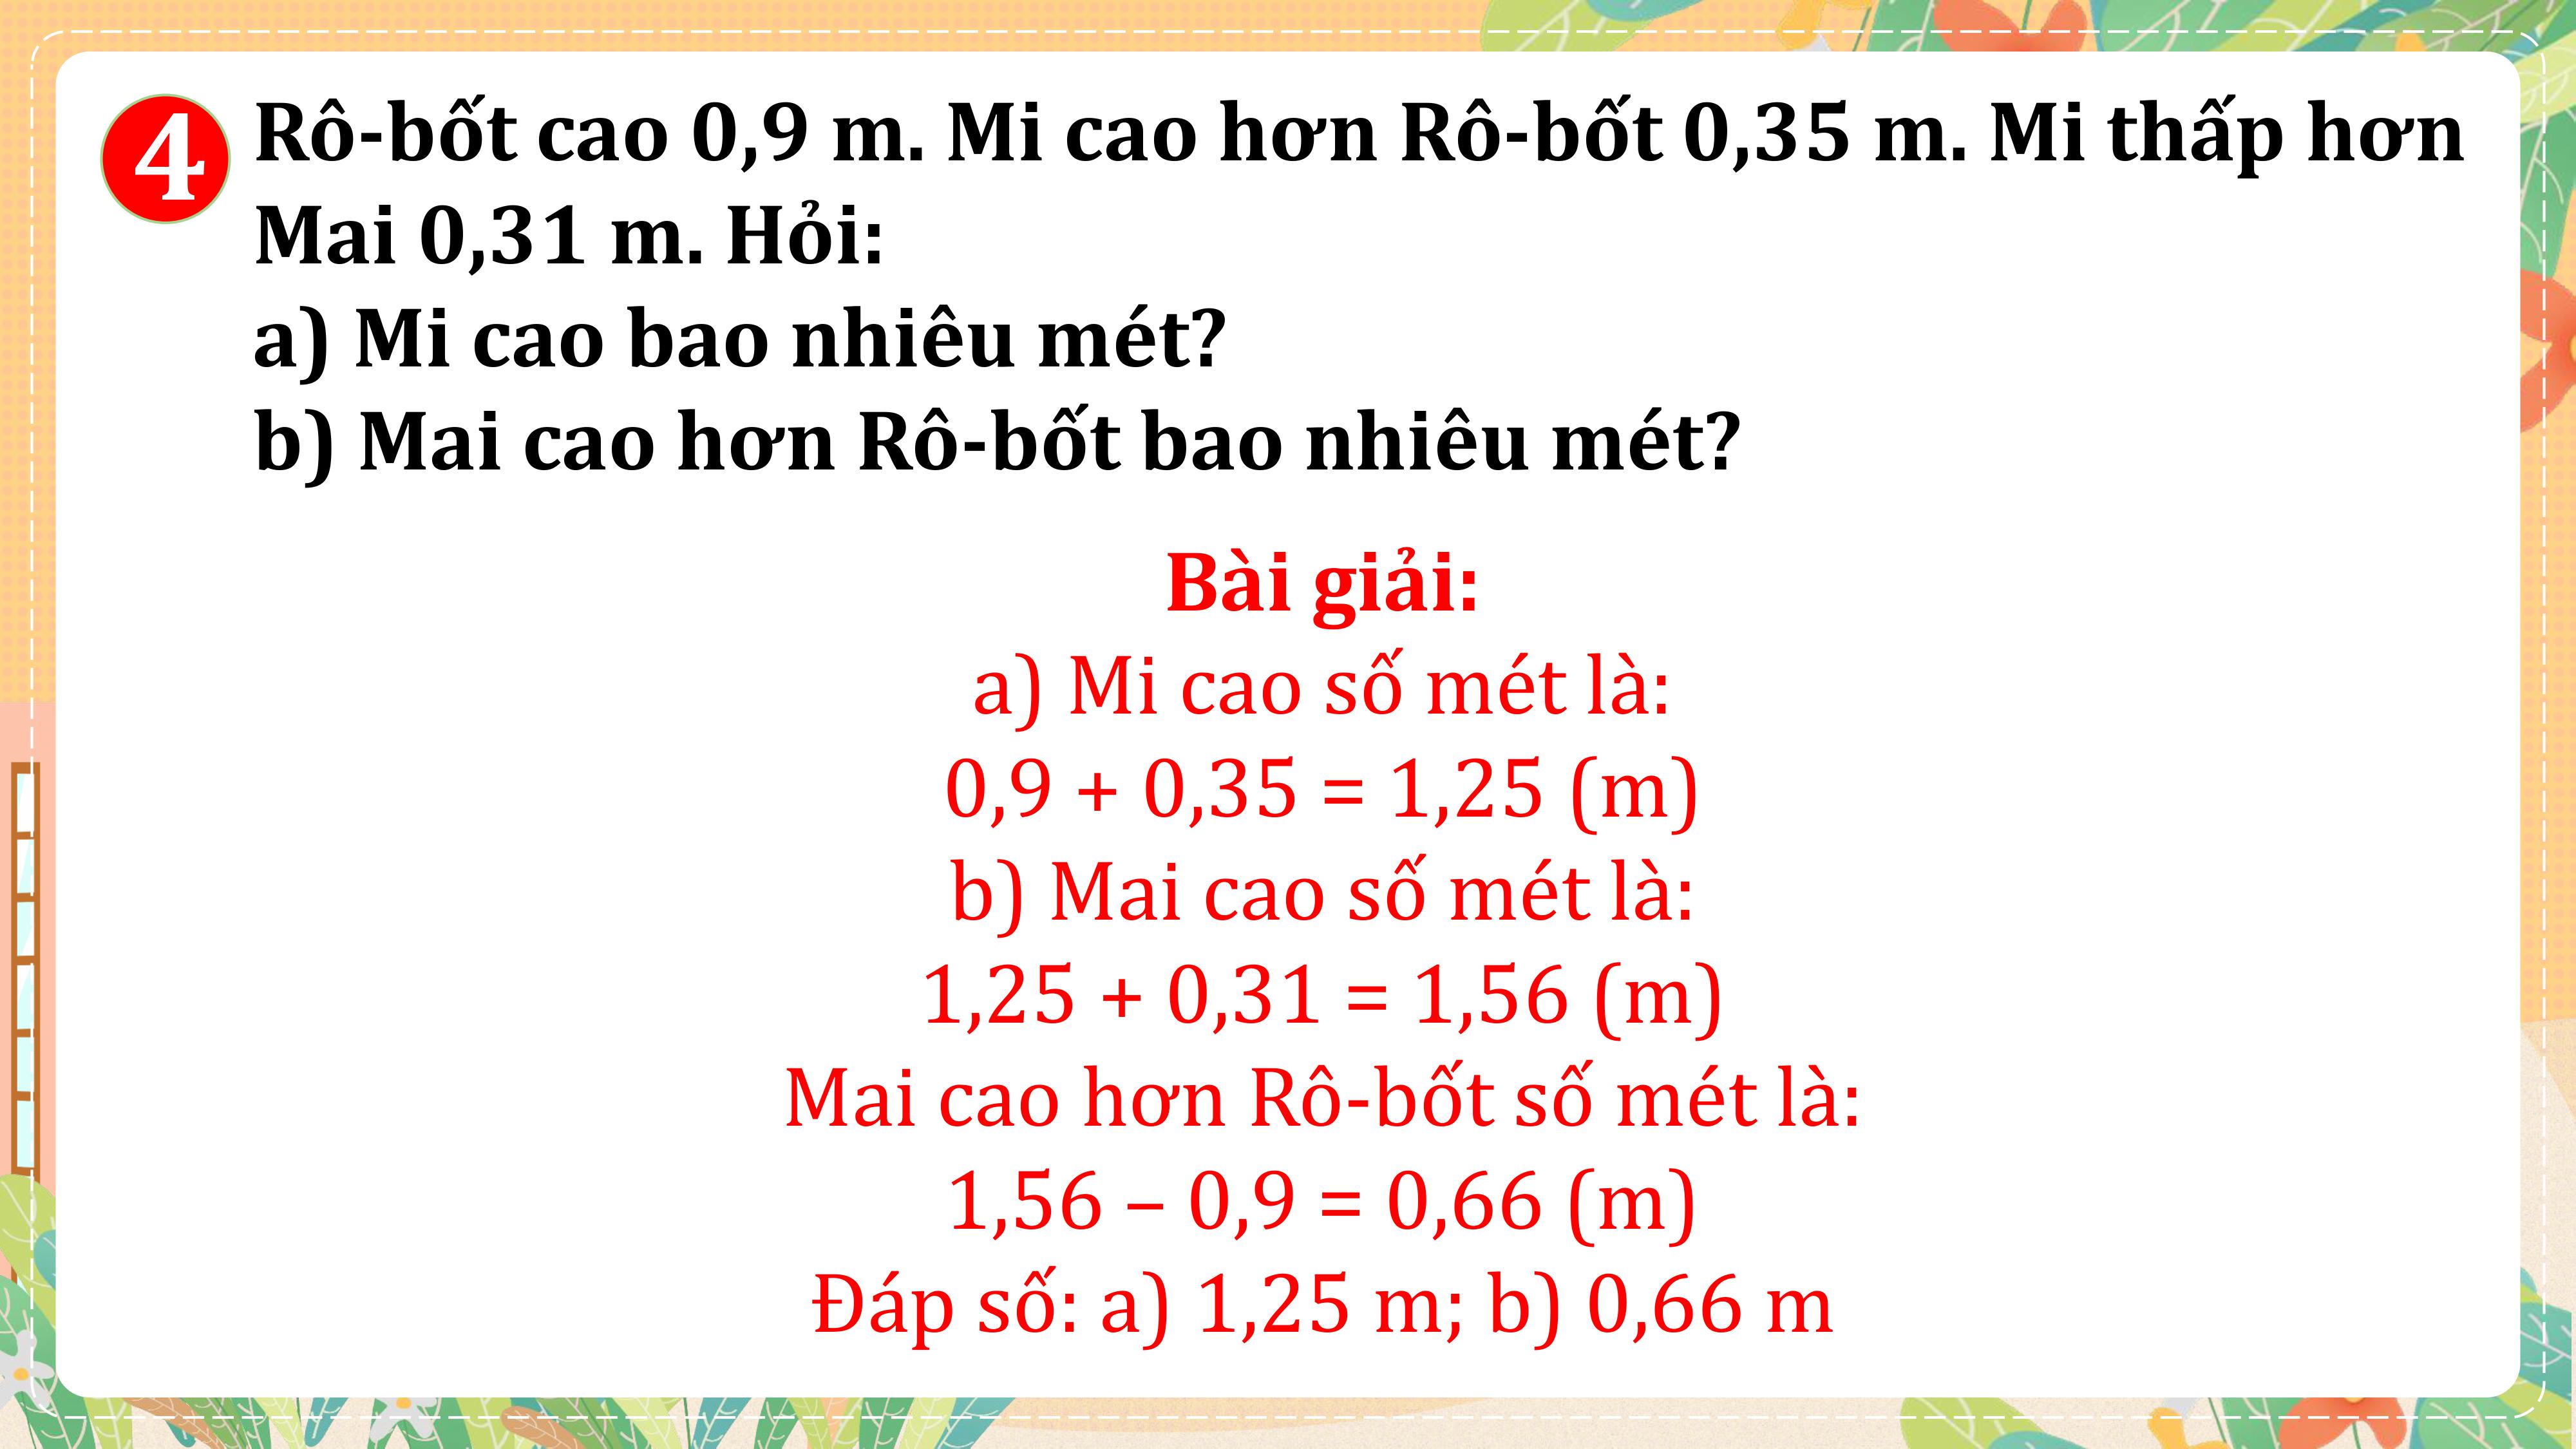 4 Rô-bốt cao 0,9 m. Mi cao hơn Rô-bốt 0,35 m. Mi thấp hơn
Mai 0,31 m. Hỏi:
a) Mi cao bao nhiêu mét?
b) Mai cao hơn Rô-bốt bao nhiêu mét?
Bài giải:
a) Mi cao số mét là:
0,9 + 0,35 = 1,25 (m)
b) Mai cao số mét là:
1,25 + 0,31 = 1,56 (m)
Mai cao hơn Rô-bốt số mét là:
1,56 – 0,9 = 0,66 (m)
Đáp số: a) 1,25 m; b) 0,66 m